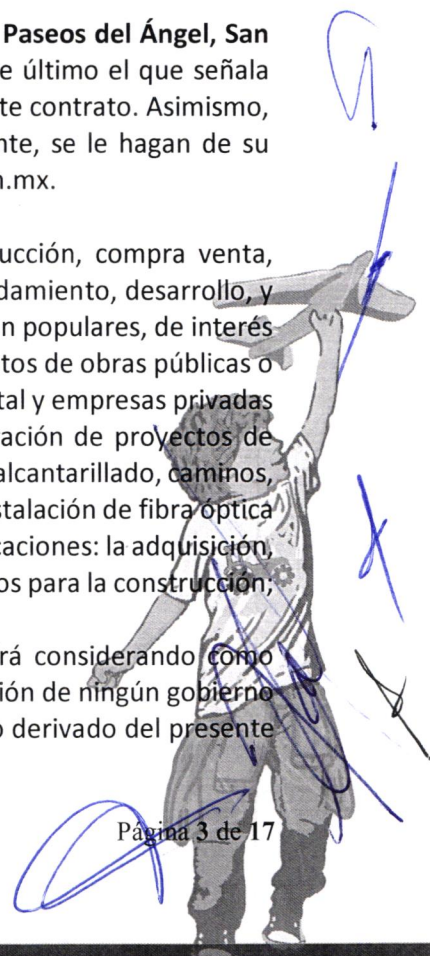 Paseos del Ángel, San
e último el que señala
te contrato. Asimismo,
nte, se le hagan de su
n.mx.
ucción, compra venta,
damiento, desarrollo, y
n populares, de interés
tos de obras públicas o
tal y empresas privadas
ación de proyectos de
alcantarillado, caminos,
stalación de fibra óptica
caciones: la adquisición,
os para la construcción;
rá considerando como
ión de ningún gobierno
o derivado del presente
Página 3 de 17